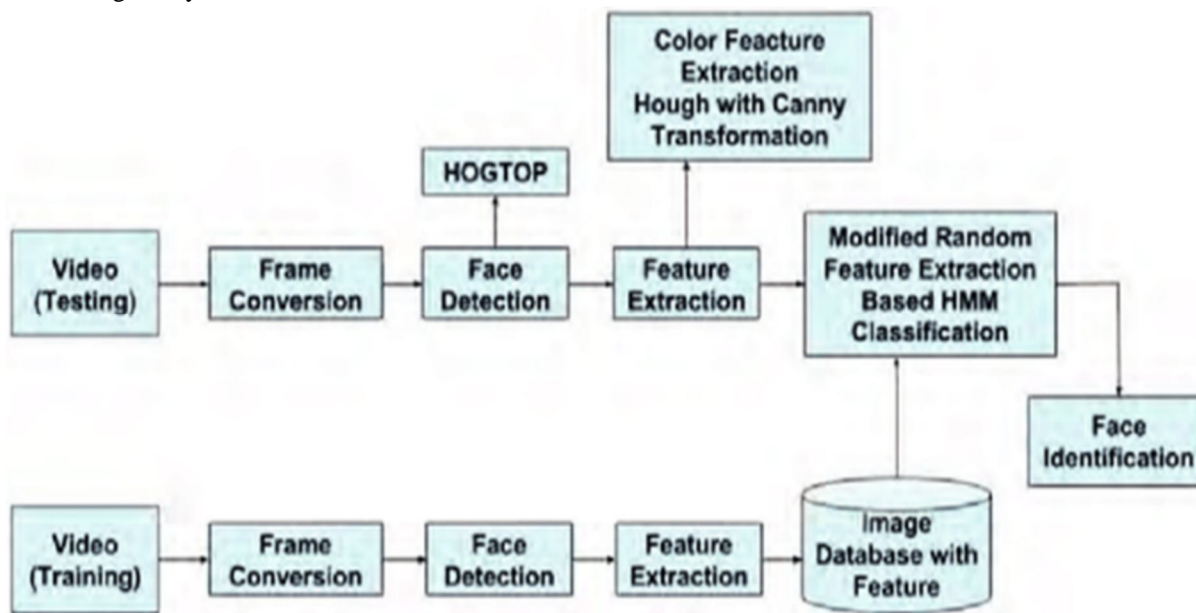 Color Feacture
Extraction
Hough with Canny
Transformation
HOGTOP
Video
(Testing)
Frame
Conversion
Face
Detection
Feature
Extraction
Modified Random
Feature Extraction
Based HMM
Classification
Face
Identification
Video
(Training)
Frame
Conversion
Face
Detection
Feature
Extraction
Image
Database with
Feature